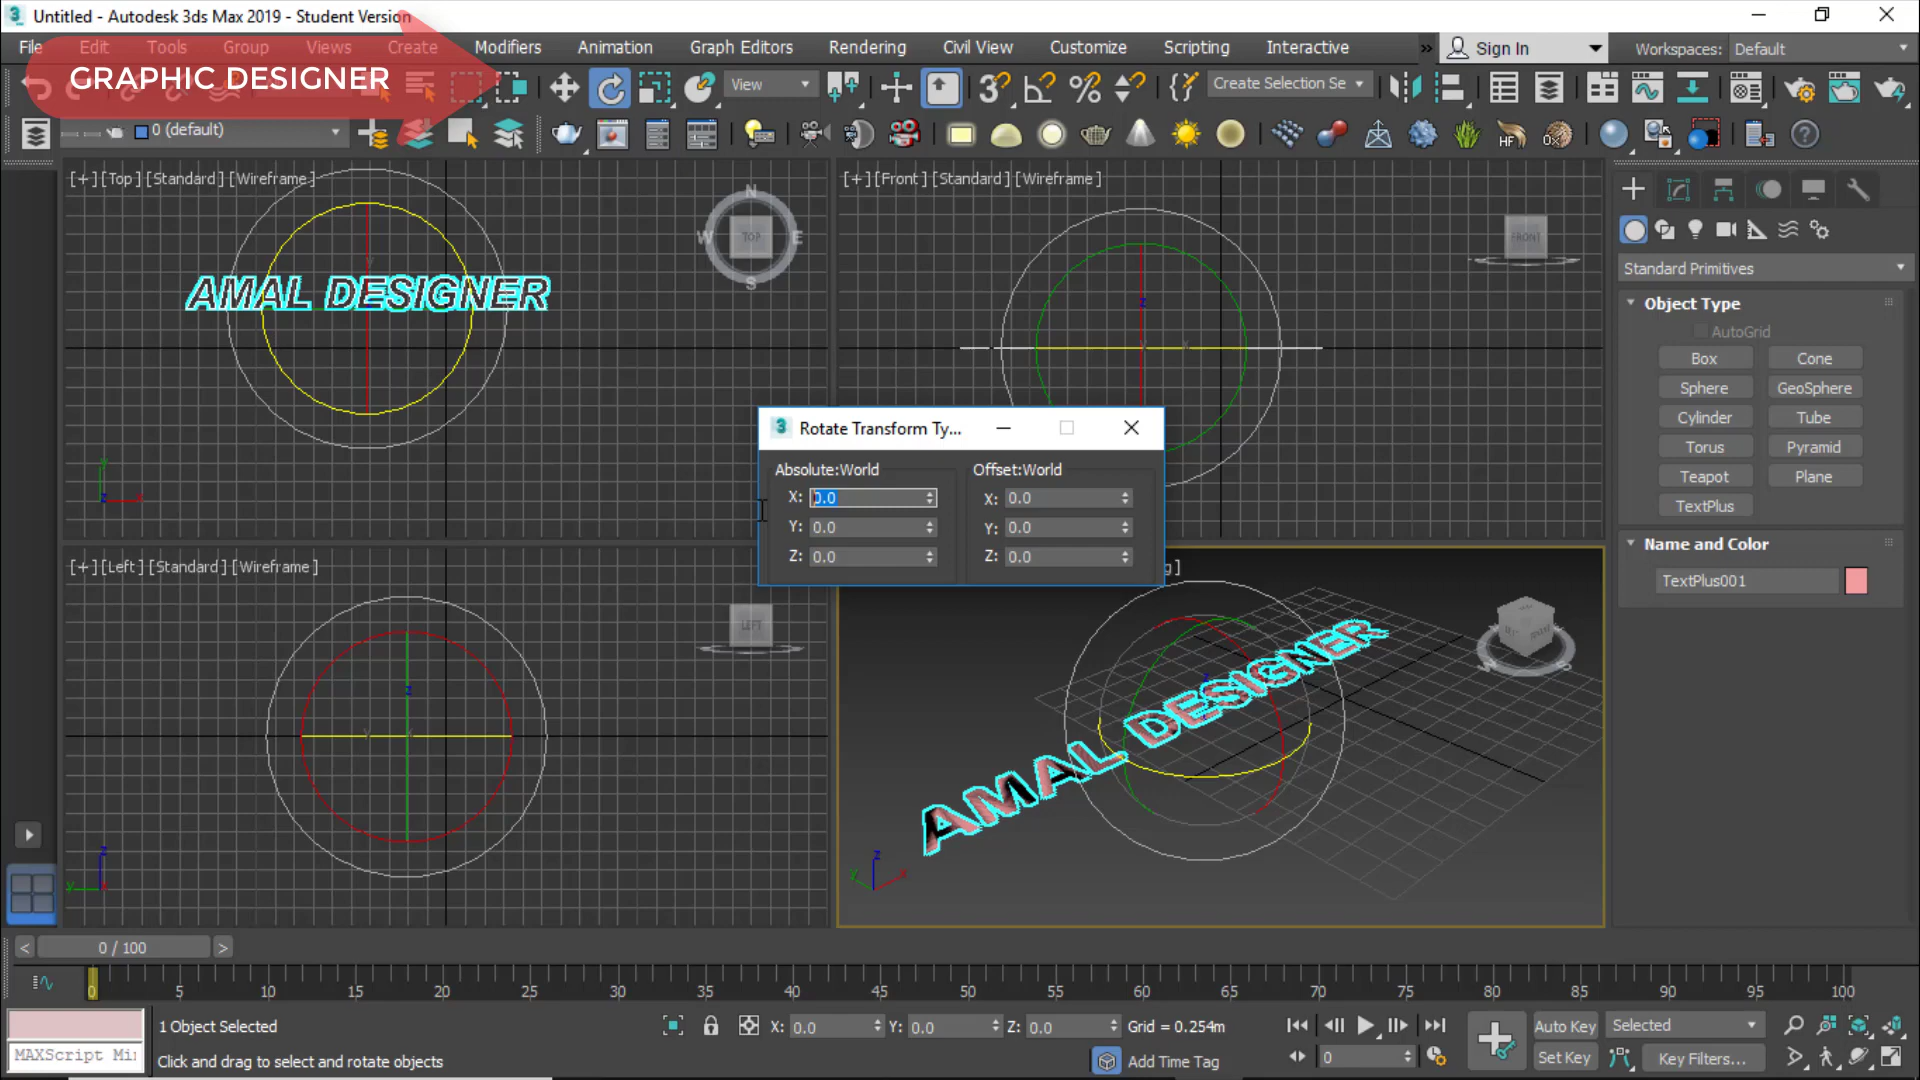 Untitled - Autodesk 3ds Max 2019 - Student Version
File Edit Tools Group Views Create Modifiers Animation Graph Editors Rendering Civil View Customize Scripting Interactive » Sign In Workspaces: Default
GRAPHIC DESIGNER
View
Create Selection Se
0 (default)
[+] [Top] [Standard] [Wireframe]
N
W TOP E
S
AMAL DESIGNER
[+] [Front] [Standard] [Wireframe]
FRONT
Standard Primitives
Object Type
AutoGrid
Box Cone
Sphere GeoSphere
Cylinder Tube
Torus Pyramid
Teapot Plane
TextPlus
Name and Color
TextPlus001
Rotate Transform Ty...
Absolute:World Offset:World
X: 0.0 X: 0.0
Y: 0.0 Y: 0.0
Z: 0.0 Z: 0.0
[+] [Left] [Standard] [Wireframe]
LEFT
AMAL DESIGNER
< 0 / 100 >
0 5 10 15 20 25 30 35 40 45 50 55 60 65 70 75 80 85 90 95 100
1 Object Selected
X: 0.0 Y: 0.0 Z: 0.0 Grid = 0.254m
Auto Key Selected
MAXScript Mi
Click and drag to select and rotate objects
Add Time Tag
0
Set Key Key Filters...